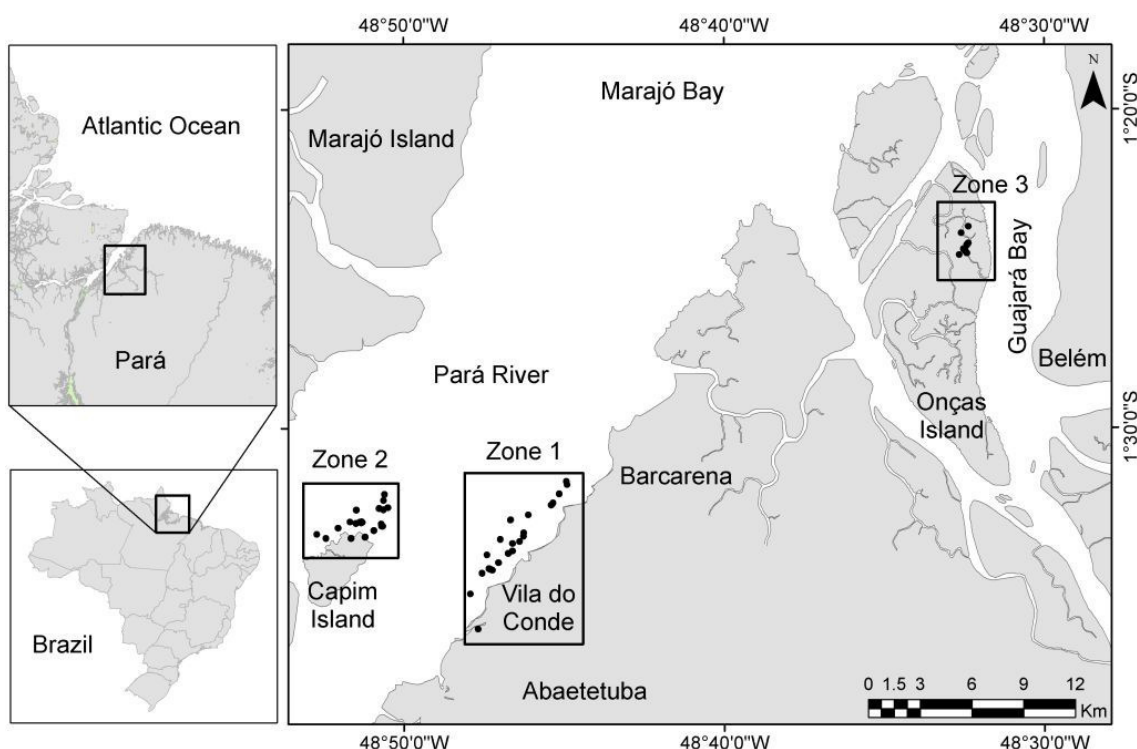 48°50'0"W
48°40'0"W
48°30'0"W
Atlantic Ocean
Pará
Brazil
Marajó Bay
Marajó Island
N
1°20'0"S
Zone 3
Guajará Bay
Belém
Pará River
Onças
Island
1°30'0"S
Zone 2
Zone 1
Barcarena
Capim
Island
Vila do
Conde
Abaetetuba
0 1.5 3 6 9 12
Km
48°50'0"W
48°40'0"W
48°30'0"W